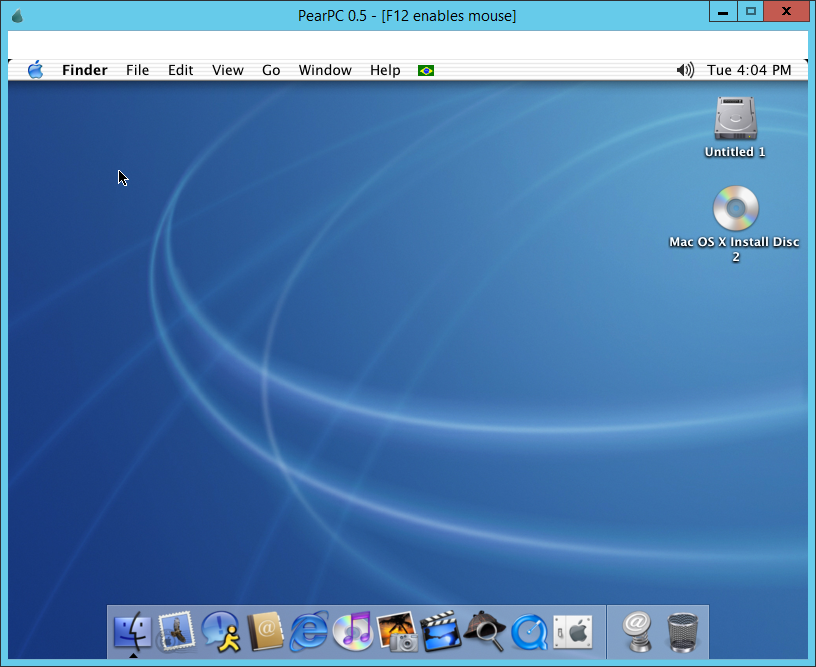 PearPC 0.5 - [F12 enables mouse]
Finder File Edit View Go Window Help Tue 4:04 PM
Untitled 1
Mac OS X Install Disc
2